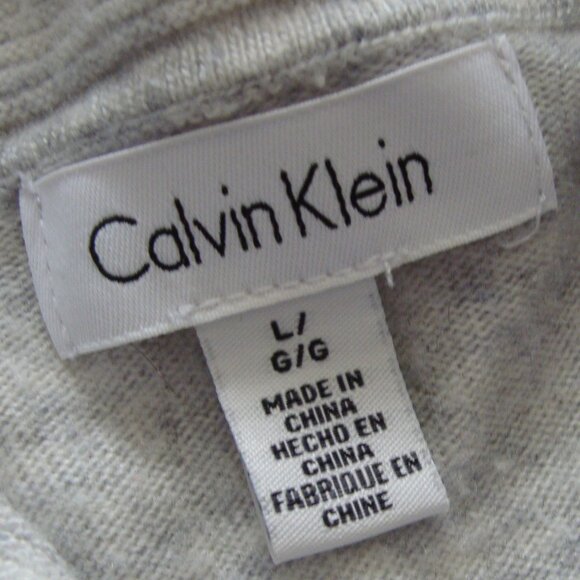 Calvin Klein
L/
G/G
MADE IN
CHINA
HECHO EN
CHINA
FABRIQUE EN
CHINE